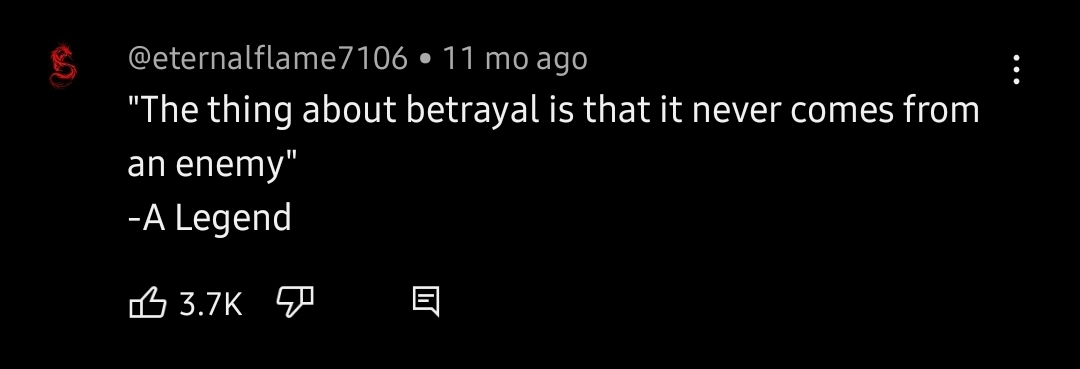 @eternalflame7106 • 11 mo ago
"The thing about betrayal is that it never comes from
an enemy"
-A Legend
3.7K